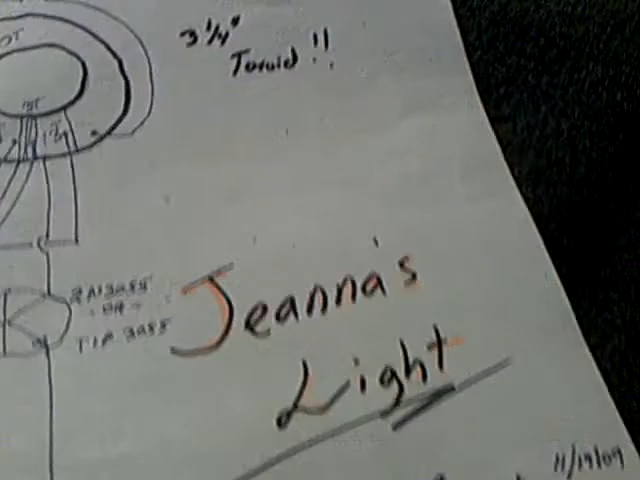 3 1/4"
Toroid !!
2N3055
OR
TIP 3055
Jeanna's
Light
11/19/09